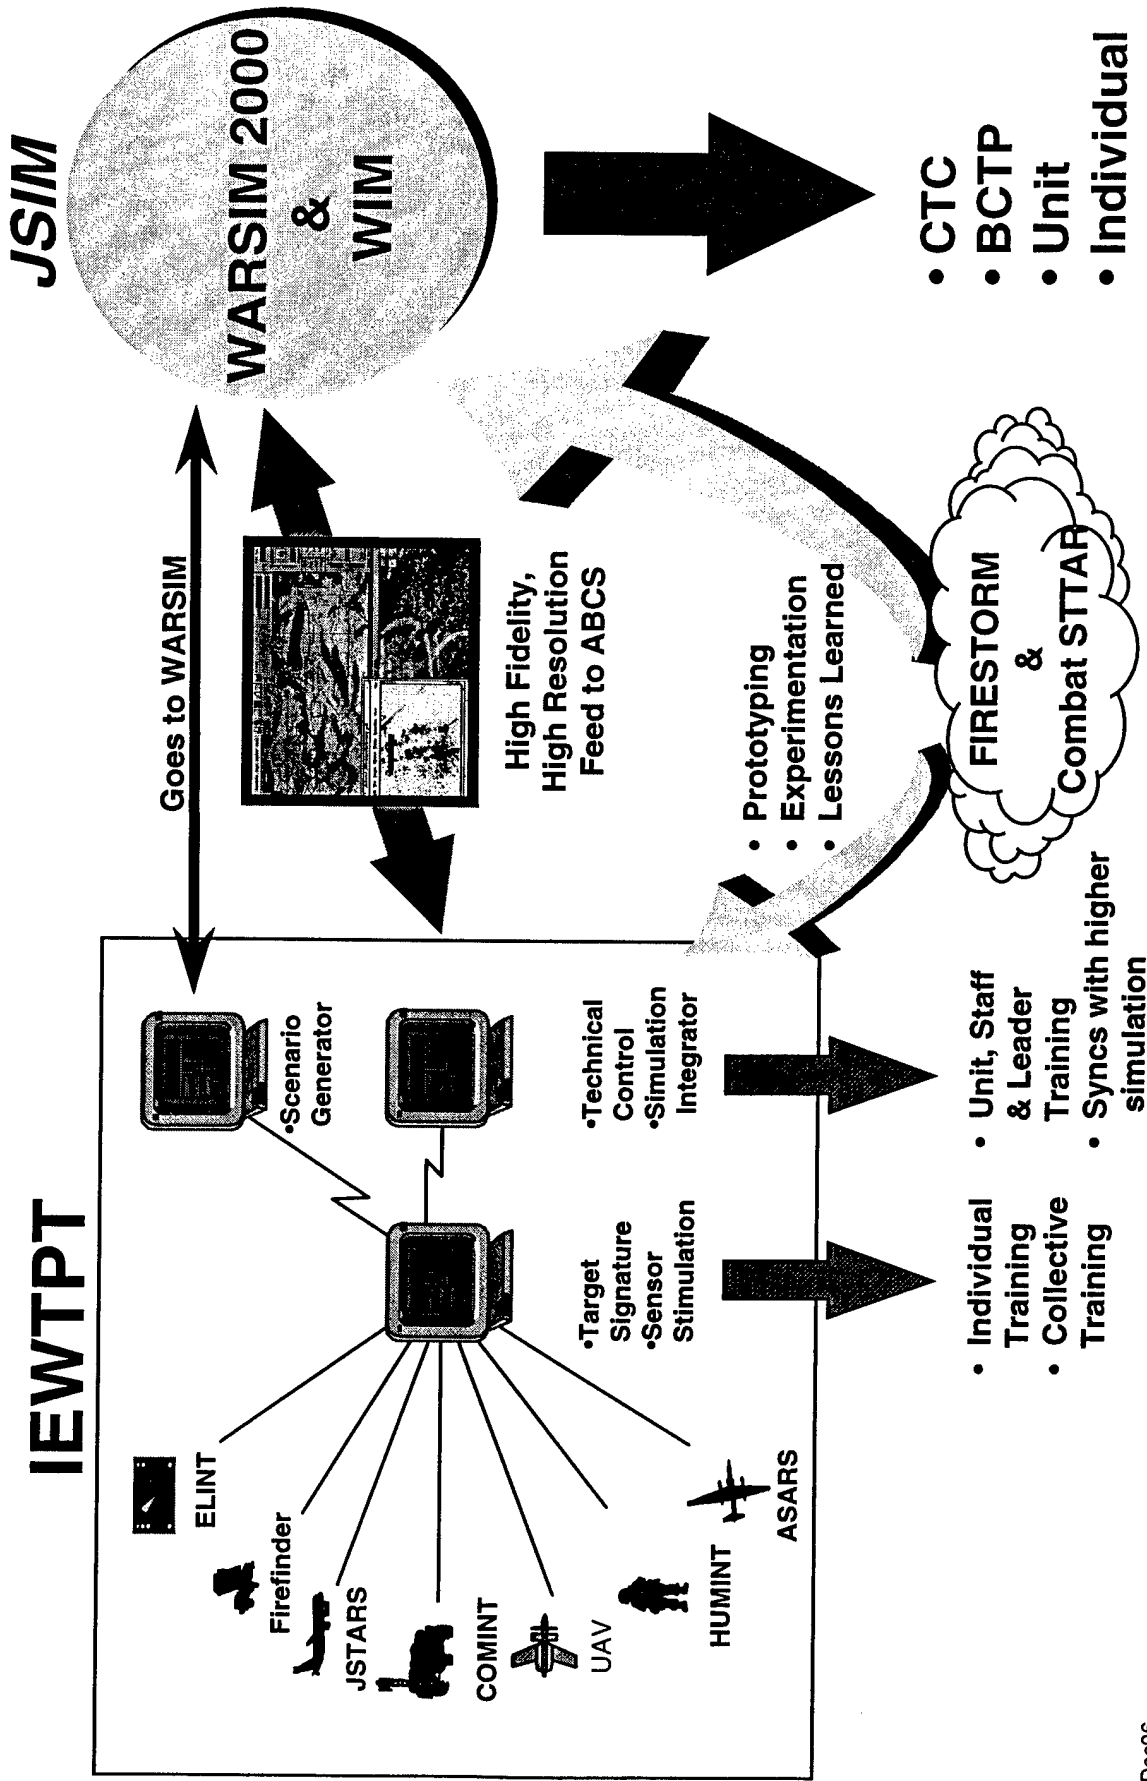 IEWTPT
JSIM
ELINT
Firefinder
JSTARS
COMINT
UAV
HUMINT
ASARS
•Scenario
Generator
•Target
Signature
•Sensor
Stimulation
•Technical
Control
•Simulation
Integrator
Goes to WARSIM
High Fidelity,
High Resolution
Feed to ABCS
WARSIM 2000
&
WIM
• Prototyping
• Experimentation
• Lessons Learned
FIRESTORM
&
Combat STTAR
• Individual
Training
• Collective
Training
• Unit, Staff
& Leader
Training
• Syncs with higher
simulation
• CTC
• BCTP
• Unit
• Individual